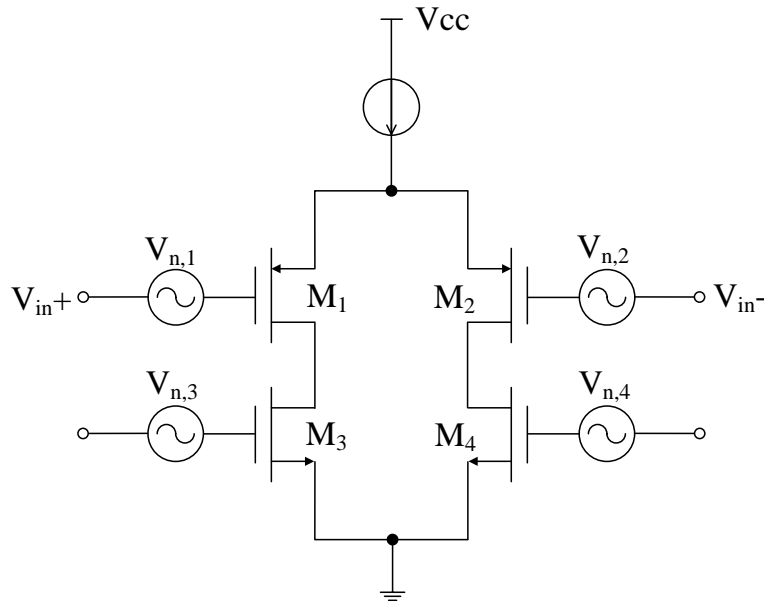 Vcc
V_{n,1}
V_{n,2}
V_{in}+
M_1
M_2
V_{in}-
V_{n,3}
V_{n,4}
M_3
M_4